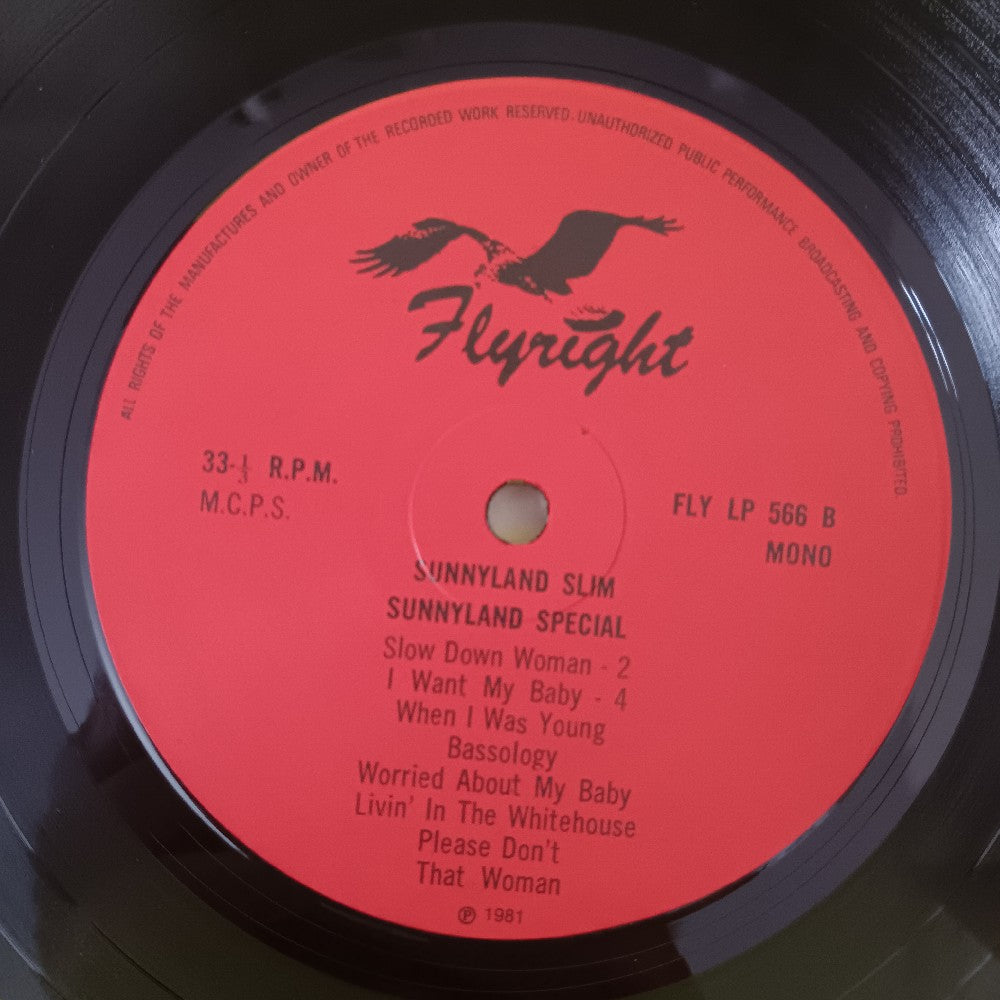 ALL RIGHTS OF THE MANUFACTURES AND OWNER OF THE RECORDED WORK RESERVED. UNAUTHORIZED PUBLIC PERFORMANCE BROADCASTING AND COPYING PROHIBITED.
Flyright
33-1/3 R.P.M.
M.C.P.S.
FLY LP 566 B
MONO
SUNNYLAND SLIM
SUNNYLAND SPECIAL
Slow Down Woman - 2
I Want My Baby - 4
When I Was Young
Bassology
Worried About My Baby
Livin' In The Whitehouse
Please Don't
That Woman
℗ 1981